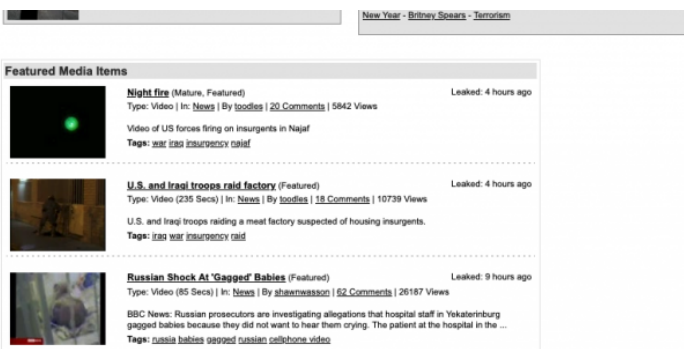 New Year - Britney Spears - Terrorism
Featured Media Items
Night fire (Mature, Featured) Leaked: 4 hours ago
Type: Video | In: News | By toodles | 20 Comments | 5842 Views
Video of US forces firing on insurgents in Najaf
Tags: war iraq insurgency najaf
U.S. and Iraqi troops raid factory (Featured) Leaked: 4 hours ago
Type: Video (235 Secs) | In: News | By toodles | 18 Comments | 10739 Views
U.S. and Iraqi troops raiding a meat factory suspected of housing insurgents.
Tags: iraq war insurgency raid
Russian Shock At 'Gagged' Babies (Featured) Leaked: 9 hours ago
Type: Video (85 Secs) | In: News | By shawnwasson | 62 Comments | 26187 Views
BBC News: Russian prosecutors are investigating allegations that hospital staff in Yekaterinburg
gagged babies because they did not want to hear them crying. The patient at the hospital in the ...
Tags: russia babies gagged russian cellphone video